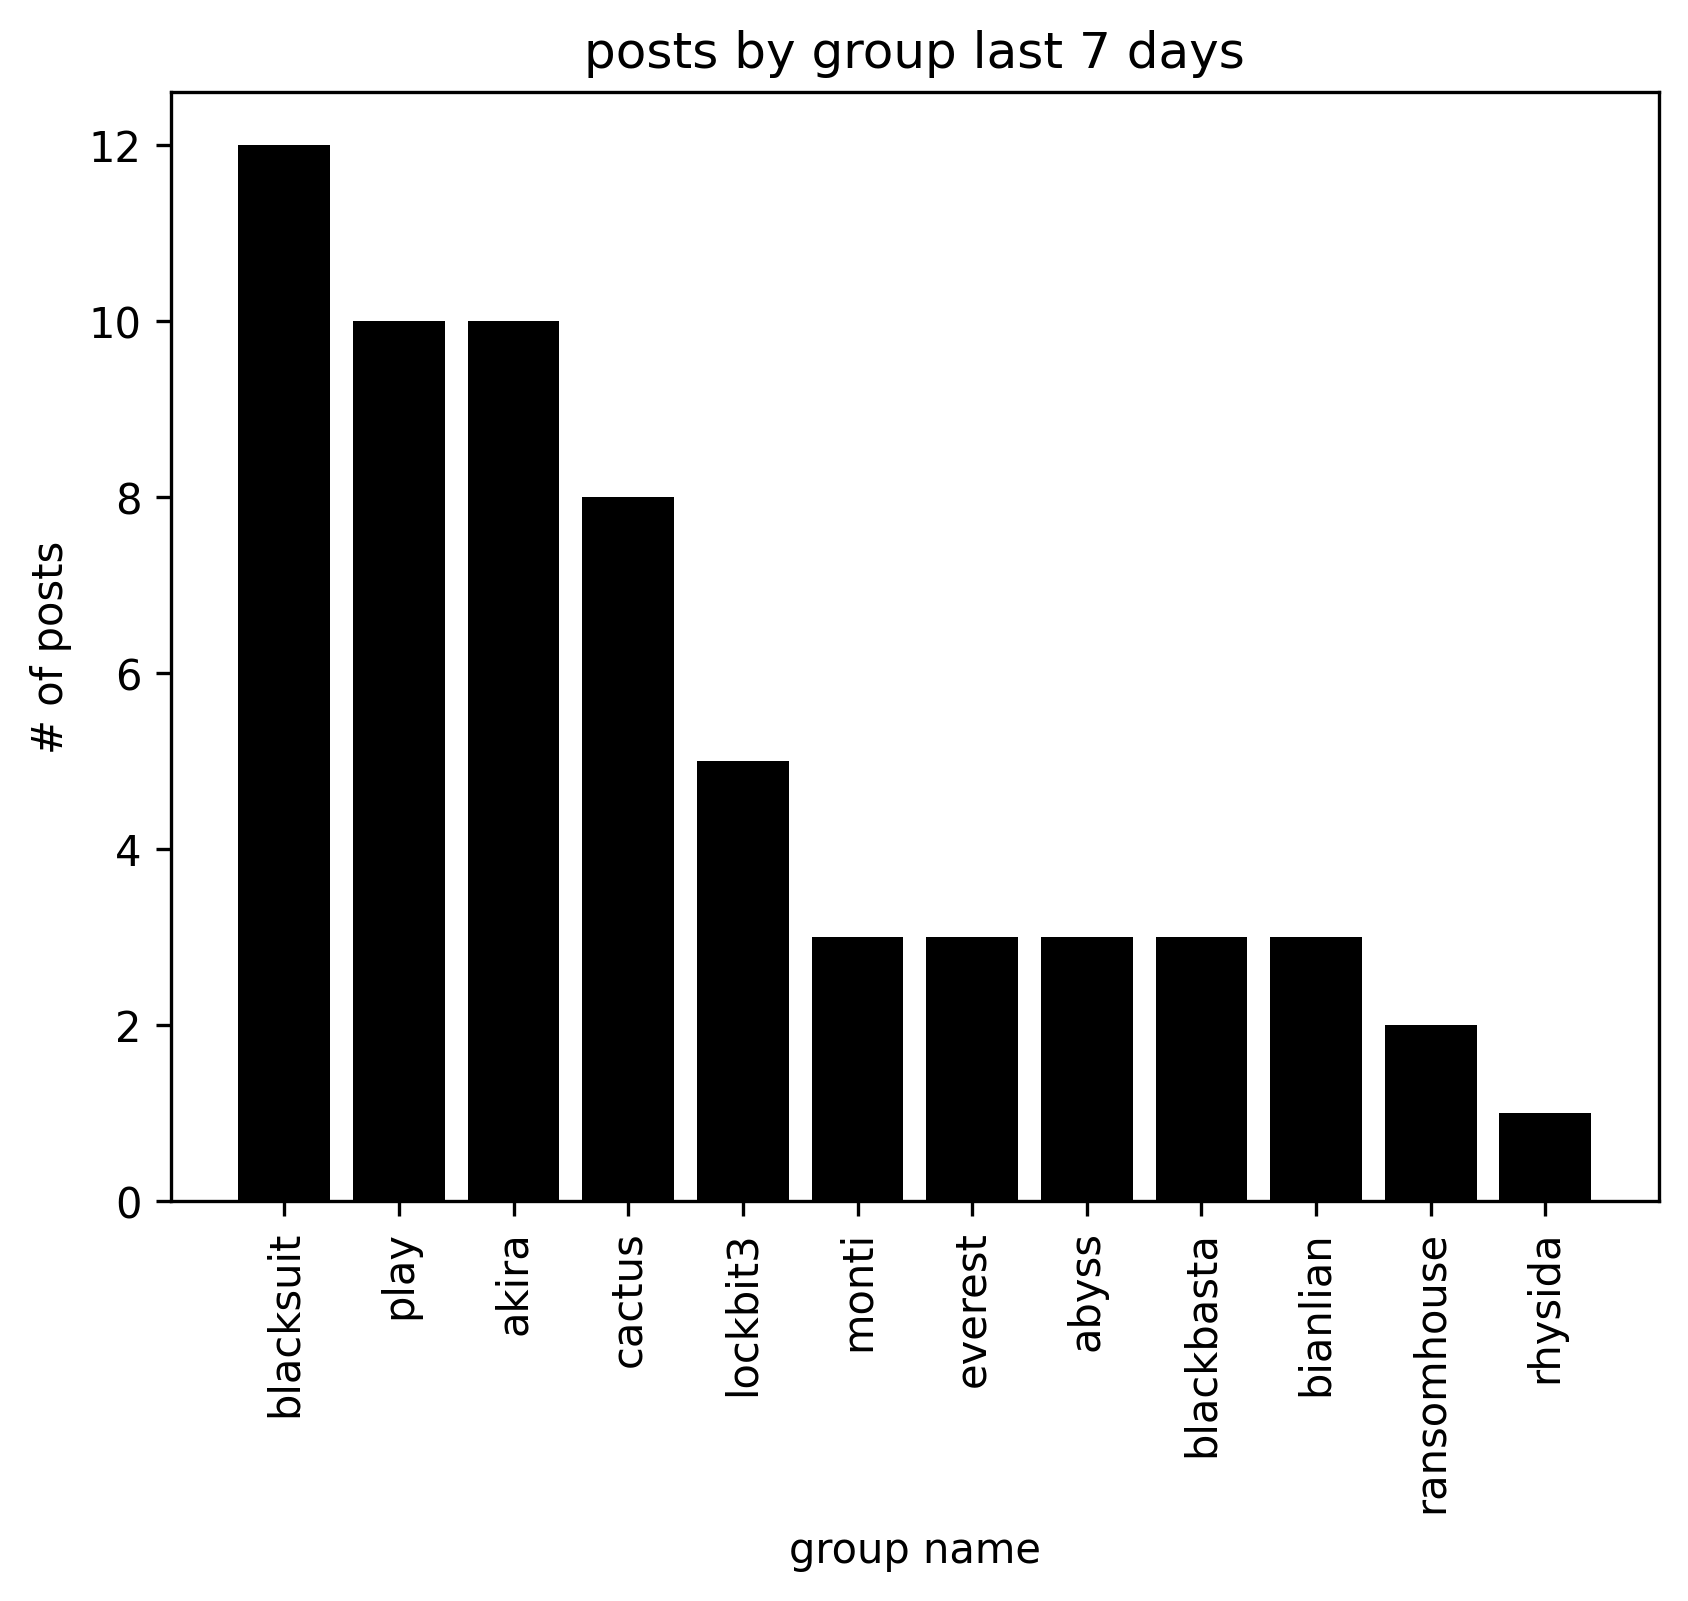 posts by group last 7 days
12
10
8
6
4
2
0
# of posts
blacksuit
play
akira
cactus
lockbit3
monti
everest
abyss
blackbasta
bianlian
ransomhouse
rhysida
group name